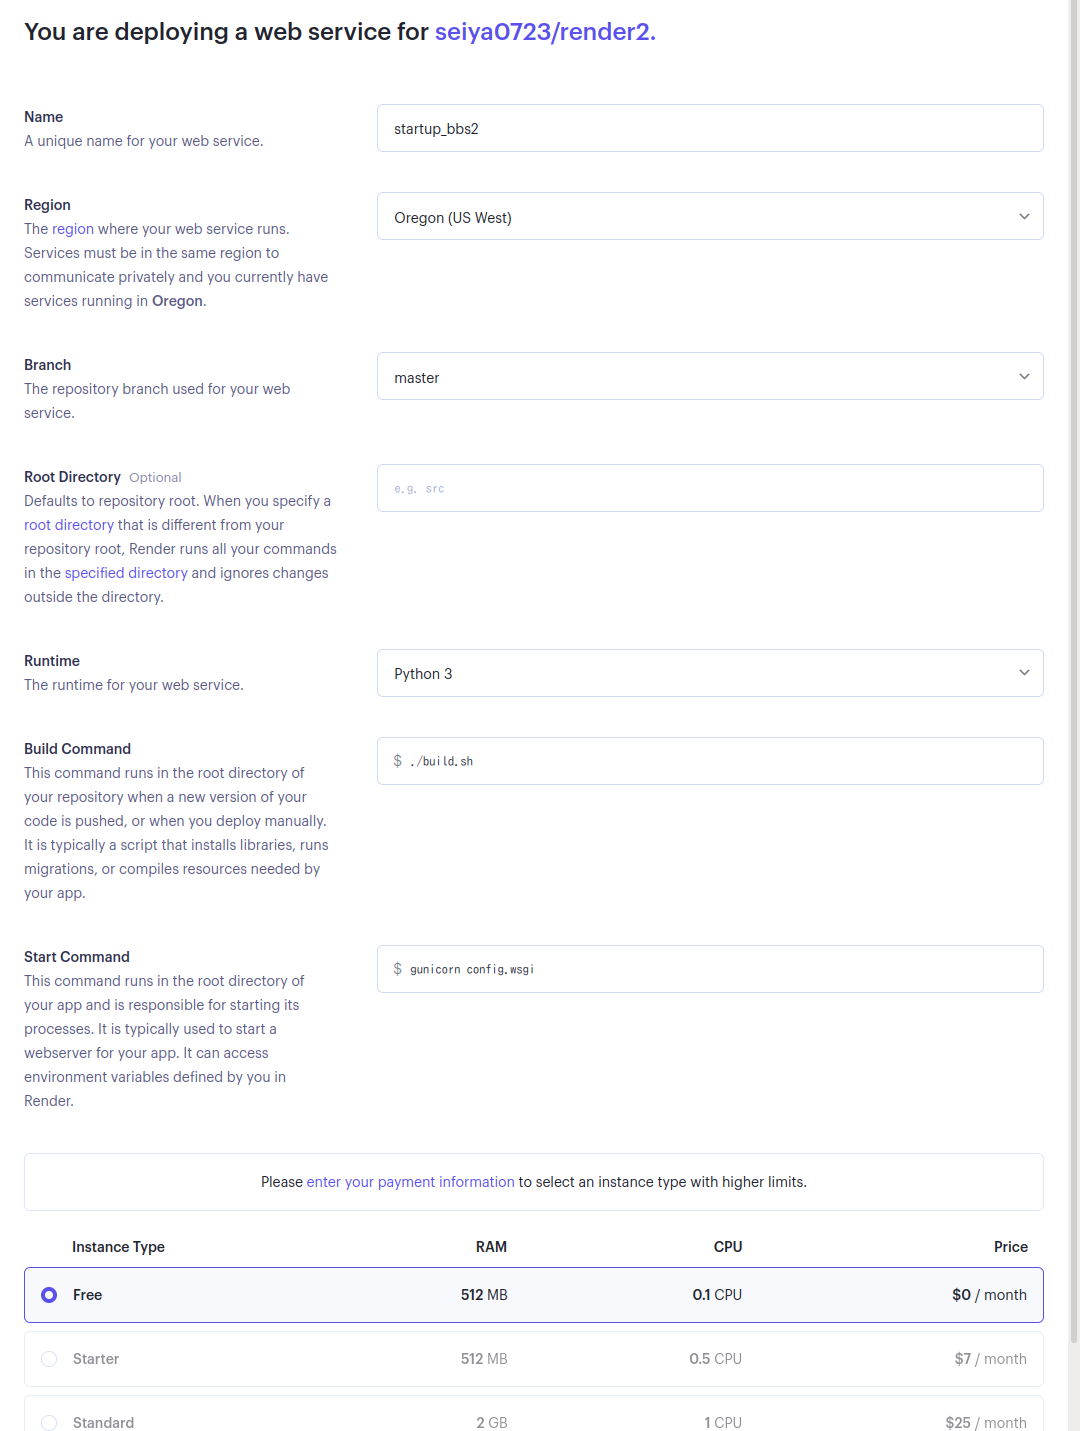 You are deploying a web service for seiya0723/render2.
Name
A unique name for your web service.
startup_bbs2
Region
The region where your web service runs.
Services must be in the same region to
communicate privately and you currently have
services running in Oregon.
Oregon (US West)
Branch
The repository branch used for your web
service.
master
Root Directory Optional
Defaults to repository root. When you specify a
root directory that is different from your
repository root, Render runs all your commands
in the specified directory and ignores changes
outside the directory.
e.g. src
Runtime
The runtime for your web service.
Python 3
Build Command
This command runs in the root directory of
your repository when a new version of your
code is pushed, or when you deploy manually.
It is typically a script that installs libraries, runs
migrations, or compiles resources needed by
your app.
$ ./build.sh
Start Command
This command runs in the root directory of
your app and is responsible for starting its
processes. It is typically used to start a
webserver for your app. It can access
environment variables defined by you in
Render.
$ gunicorn config.wsgi
Please enter your payment information to select an instance type with higher limits.
Instance Type RAM CPU Price
Free 512 MB 0.1 CPU $0 / month
Starter 512 MB 0.5 CPU $7 / month
Standard 2 GB 1 CPU $25 / month